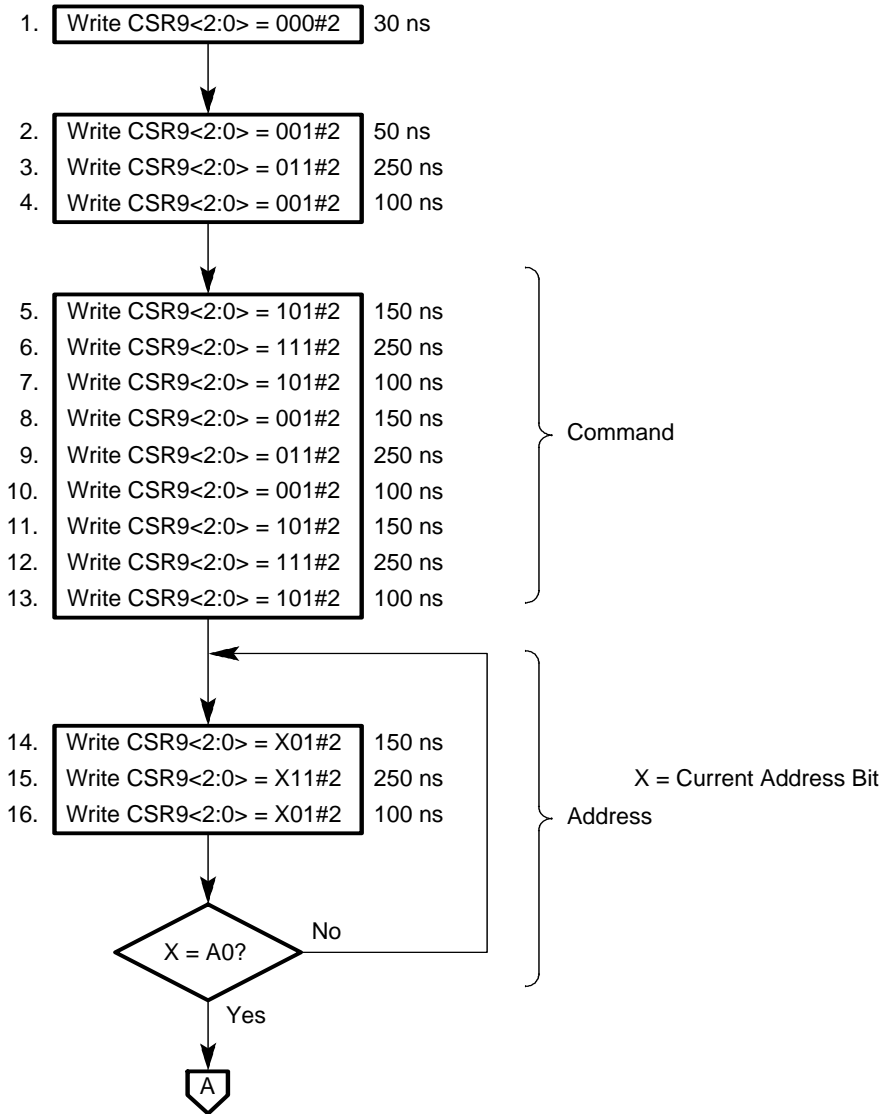 1. Write CSR9<2:0> = 000#2 30 ns
2. Write CSR9<2:0> = 001#2 50 ns
3. Write CSR9<2:0> = 011#2 250 ns
4. Write CSR9<2:0> = 001#2 100 ns
5. Write CSR9<2:0> = 101#2 150 ns
6. Write CSR9<2:0> = 111#2 250 ns
7. Write CSR9<2:0> = 101#2 100 ns
8. Write CSR9<2:0> = 001#2 150 ns
Command
9. Write CSR9<2:0> = 011#2 250 ns
10. Write CSR9<2:0> = 001#2 100 ns
11. Write CSR9<2:0> = 101#2 150 ns
12. Write CSR9<2:0> = 111#2 250 ns
13. Write CSR9<2:0> = 101#2 100 ns
14. Write CSR9<2:0> = X01#2 150 ns
15. Write CSR9<2:0> = X11#2 250 ns X = Current Address Bit
16. Write CSR9<2:0> = X01#2 100 ns Address
X = A0? No
Yes
A